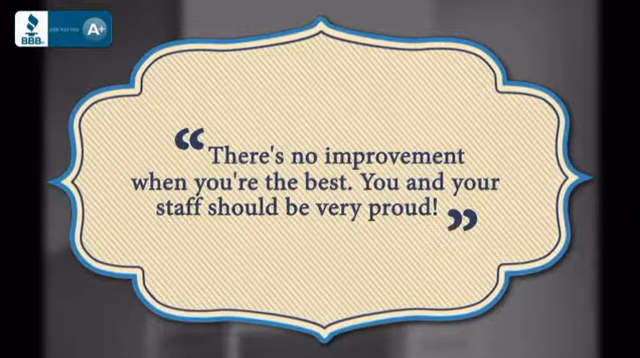 BBB.
A+
“There's no improvement
when you're the best. You and your
staff should be very proud!”